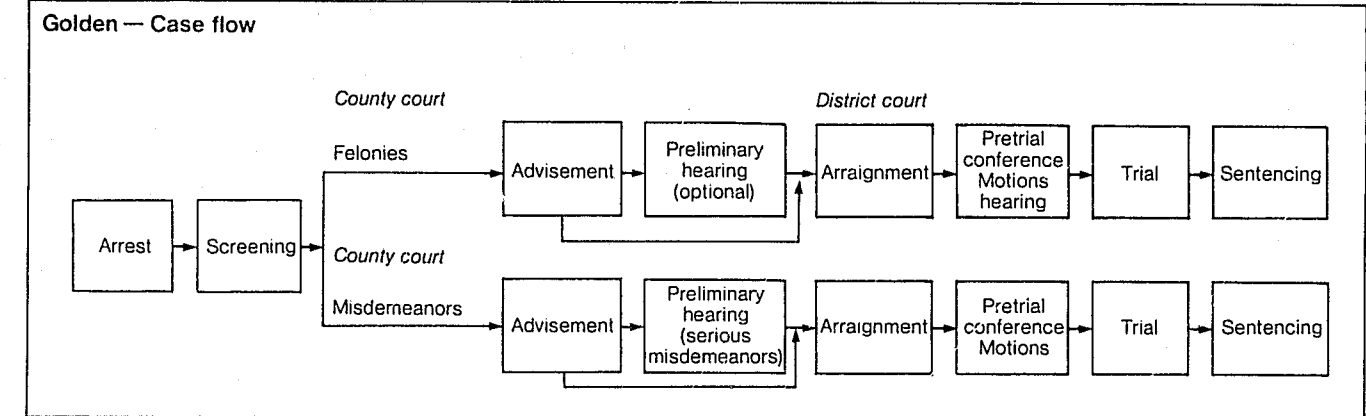 Golden — Case flow
County court
District court
Felonies
Advisement
Preliminary
hearing
(optional)
Arraignment
Pretrial
conference
Motions
hearing
Trial
Sentencing
Arrest
Screening
County court
Misdemeanors
Advisement
Preliminary
hearing
(serious
misdemeanors)
Arraignment
Pretrial
conference
Motions
Trial
Sentencing